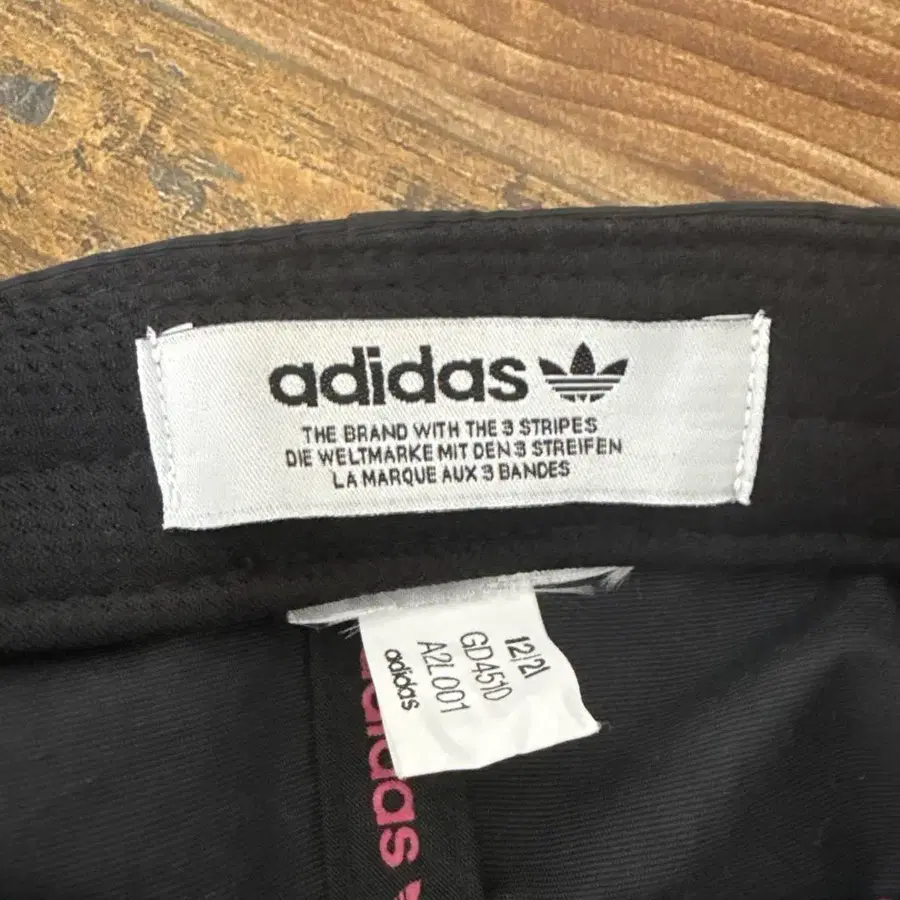 adidas
THE BRAND WITH THE 3 STRIPES
DIE WELTMARKE MIT DEN 3 STREIFEN
LA MARQUE AUX 3 BANDES
12/21
GD4510
A2L001
adidas
adidas